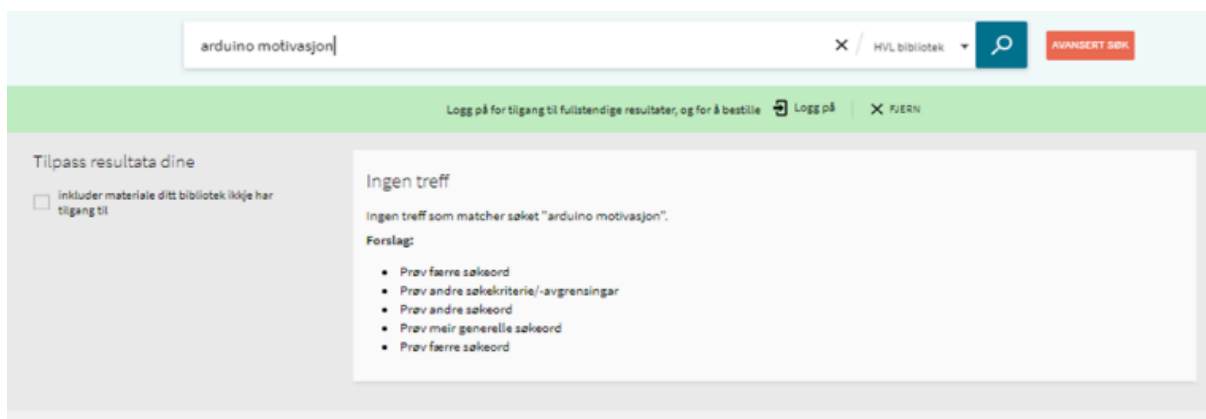 arduino motivasjon
HVL bibliotek
AVANSERT SØK
Logg på for tilgang til fullstendige resultater, og for å bestille Logg på FJERN
Tilpass resultata dine
inkluder materiale ditt bibliotek ikkje har
tilgang til
Ingen treff
Ingen treff som matcher søket "arduino motivasjon".
Forslag:
Prøv færre søkeord
Prøv andre søkekriterie/-avgrensingar
Prøv andre søkeord
Prøv meir generelle søkeord
Prøv færre søkeord